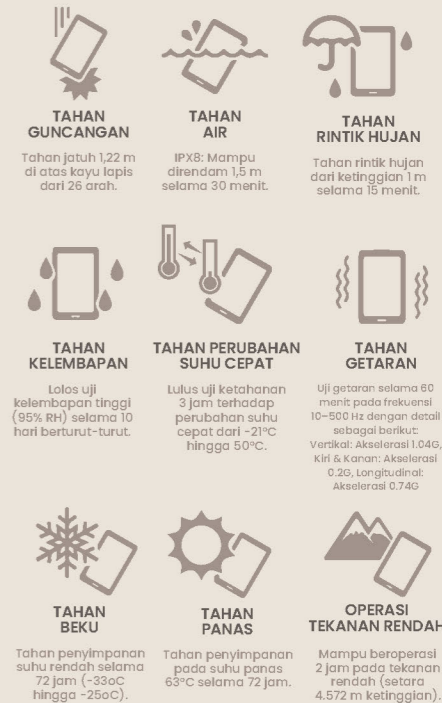 TAHAN
GUNCANGAN
Tahan jatuh 1,22 m
di atas kayu lapis
dari 26 arah.
TAHAN
AIR
IPX8: Mampu
direndam 1,5 m
selama 30 menit.
TAHAN
RINTIK HUJAN
Tahan rintik hujan
dari ketinggian 1 m
selama 15 menit.
TAHAN
KELEMBAPAN
Lolos uji
kelembapan tinggi
(95% RH) selama 10
hari berturut-turut.
TAHAN PERUBAHAN
SUHU CEPAT
Lulus uji ketahanan
3 jam terhadap
perubahan suhu
cepat dari -21°C
hingga 50°C.
TAHAN
GETARAN
Uji getaran selama 60
menit pada frekuensi
10-500 Hz dengan detail
sebagai berikut:
Vertikal: Akselerasi 1.04G,
Kiri & Kanan: Akselerasi
0.2G, Longitudinal:
Akselerasi 0.74G
TAHAN
BEKU
Tahan penyimpanan
suhu rendah selama
72 jam (-33oC
hingga -25oC).
TAHAN
PANAS
Tahan penyimpanan
pada suhu panas
63°C selama 72 jam.
OPERASI
TEKANAN RENDAH
Mampu beroperasi
2 jam pada tekanan
rendah (setara
4.572 m ketinggian).